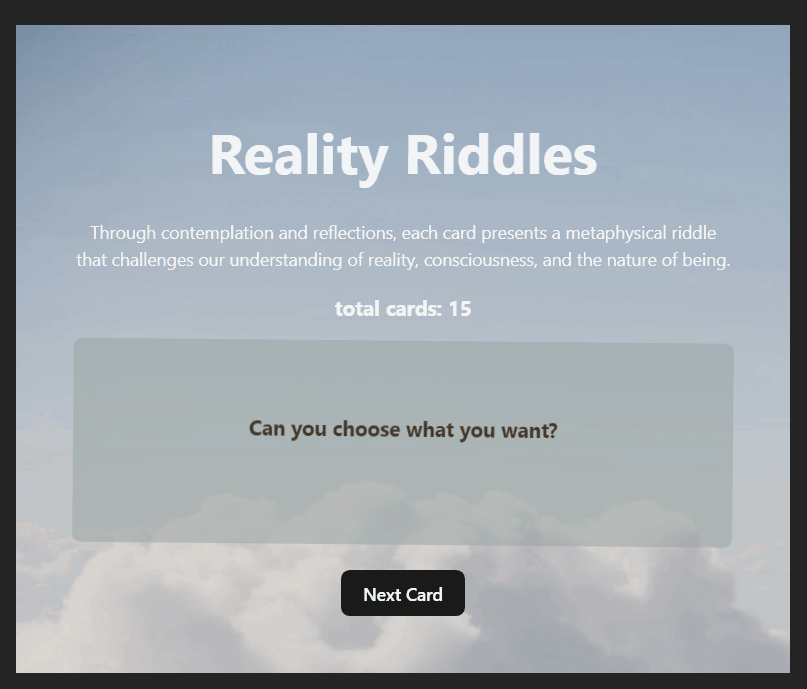 Reality Riddles
Through contemplation and reflections, each card presents a metaphysical riddle
that challenges our understanding of reality, consciousness, and the nature of being.
total cards: 15
Can you choose what you want?
Next Card